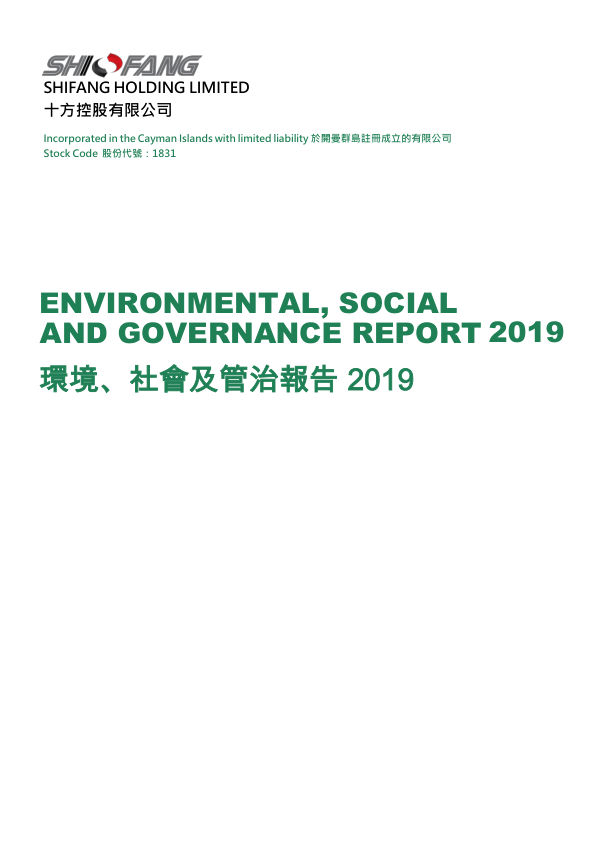 SHIFANG
SHIFANG HOLDING LIMITED
十方控股有限公司
Incorporated in the Cayman Islands with limited liability 於開曼群島註冊成立的有限公司
Stock Code 股份代號：1831
ENVIRONMENTAL, SOCIAL
AND GOVERNANCE REPORT 2019
環境、社會及管治報告 2019